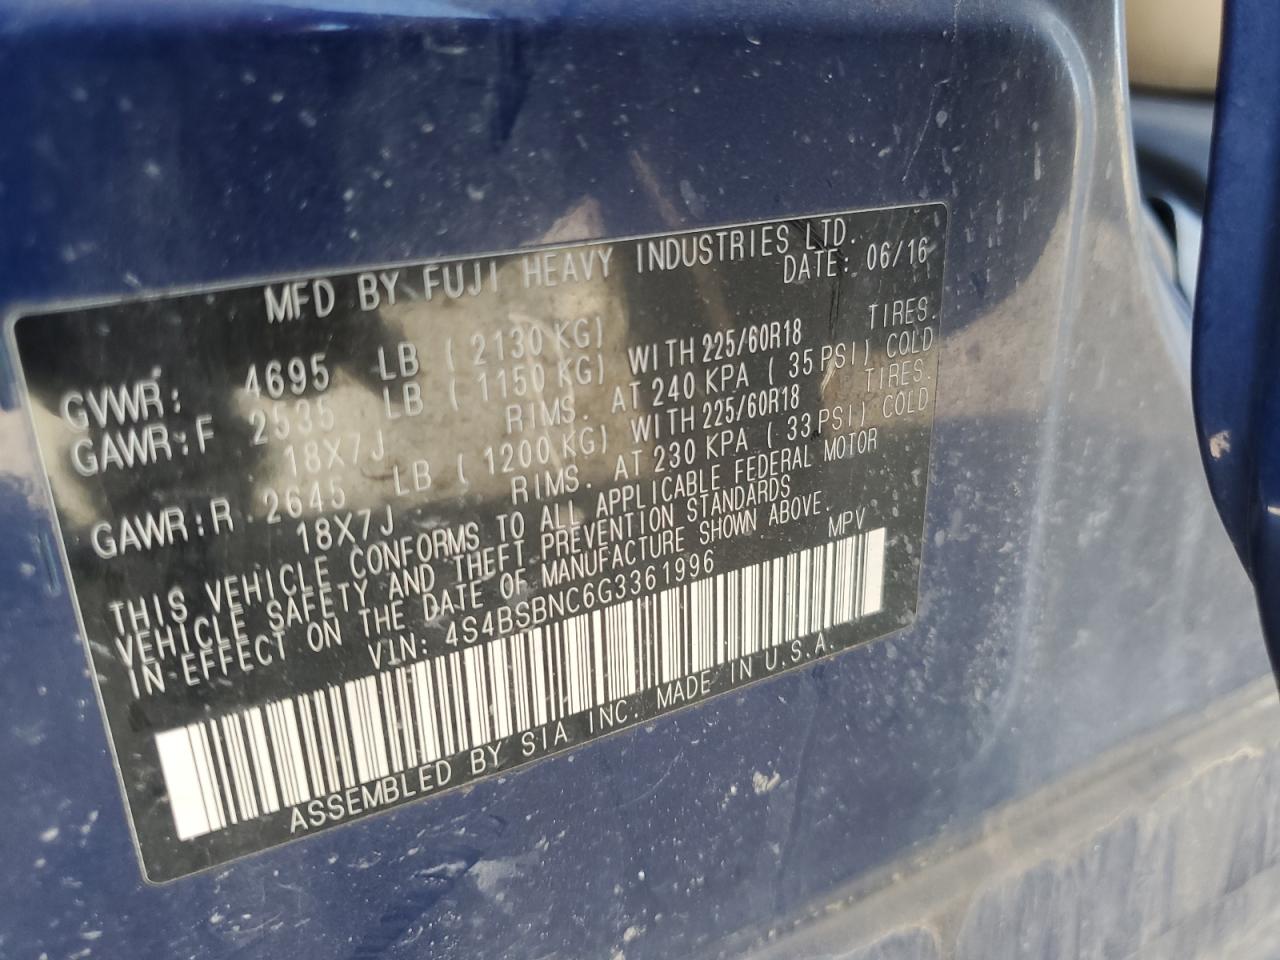 MFD BY FUJI HEAVY INDUSTRIES LTD.
DATE: 06/16
GVWR: 4695 LB (2130 KG)
GAWR:F 2535 LB (1150 KG) WITH 225/60R18 TIRES.
18X7J RIMS. AT 240 KPA (35 PSI) COLD
GAWR:R 2645 LB (1200 KG) WITH 225/60R18 TIRES.
18X7J RIMS. AT 230 KPA (33 PSI) COLD
THIS VEHICLE CONFORMS TO ALL APPLICABLE FEDERAL MOTOR
VEHICLE SAFETY AND THEFT PREVENTION STANDARDS
IN EFFECT ON THE DATE OF MANUFACTURE SHOWN ABOVE.
VIN: 4S4BSBNC6G3361996 MPV
ASSEMBLED BY SIA INC. MADE IN U.S.A.